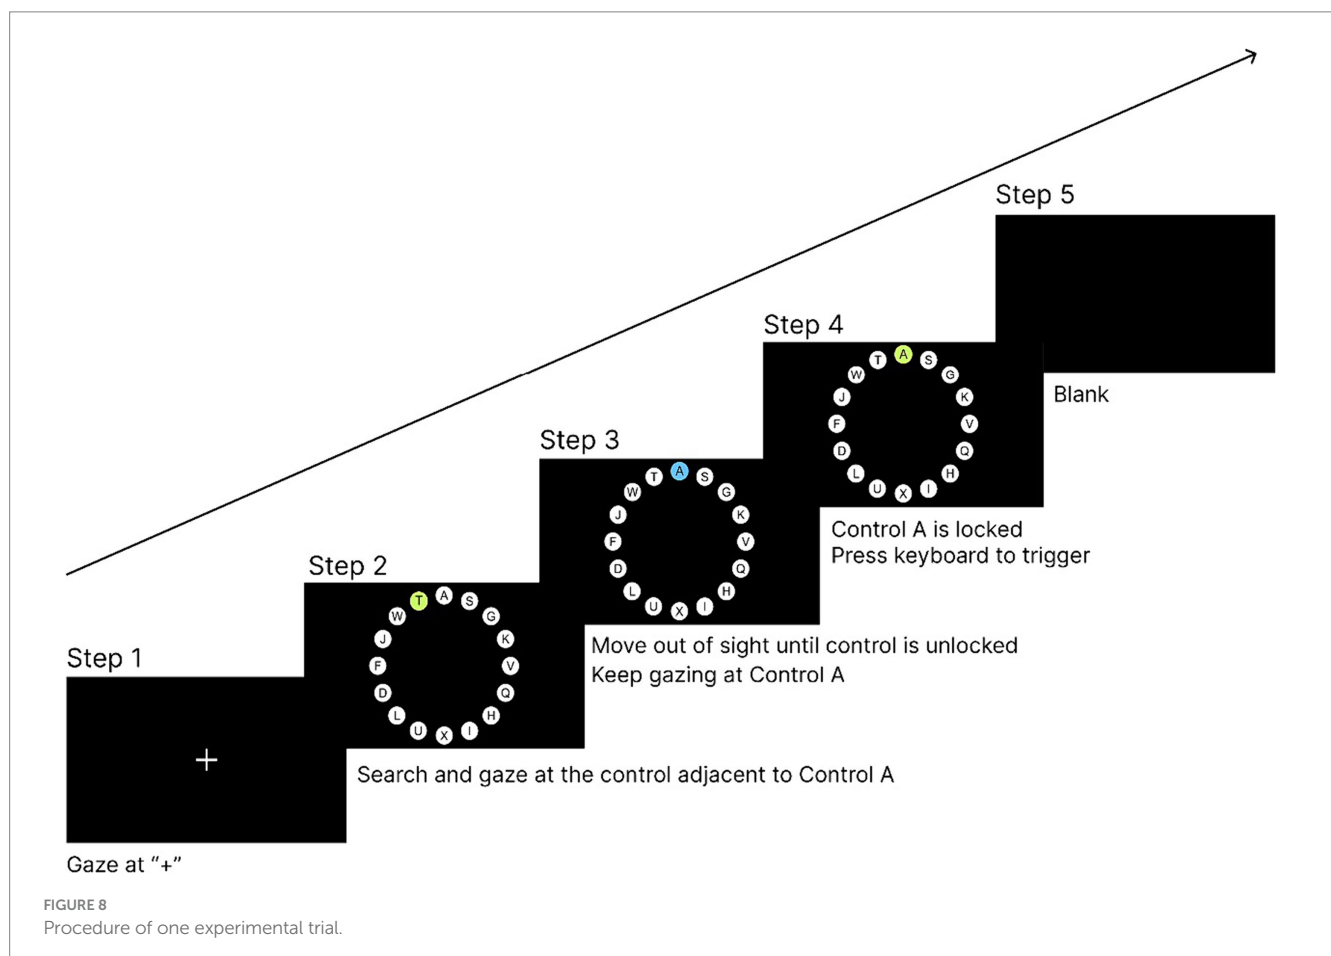 Step 5
Step 4
T A S
W G
J K
F V
D Q
L H
U X I
Blank
Step 3
T A S
W G
J K
F V
D Q
L H
U X I
Control A is locked
Press keyboard to trigger
Step 2
T A S
W G
J K
F V
D Q
L H
U X I
Move out of sight until control is unlocked
Keep gazing at Control A
Step 1
+
Search and gaze at the control adjacent to Control A
Gaze at “+”
FIGURE 8
Procedure of one experimental trial.